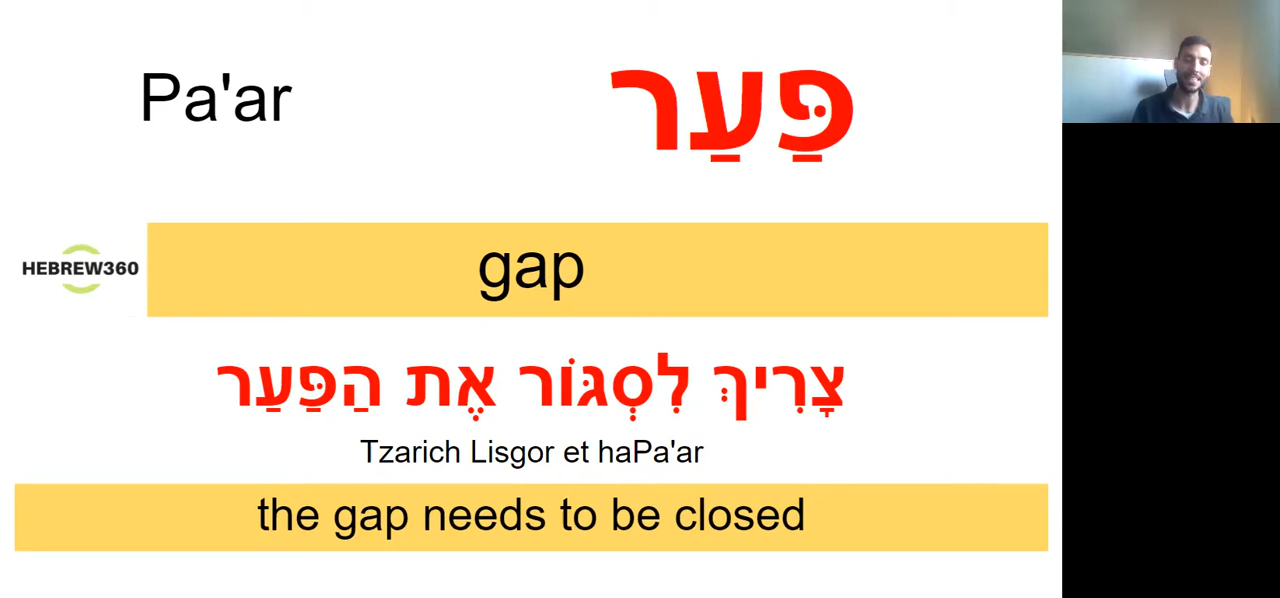 Pa'ar
פַּעַר
HEBREW360
gap
צָרִיךְ לִסְגּוֹר אֶת הַפַּעַר
Tzarich Lisgor et haPa'ar
the gap needs to be closed